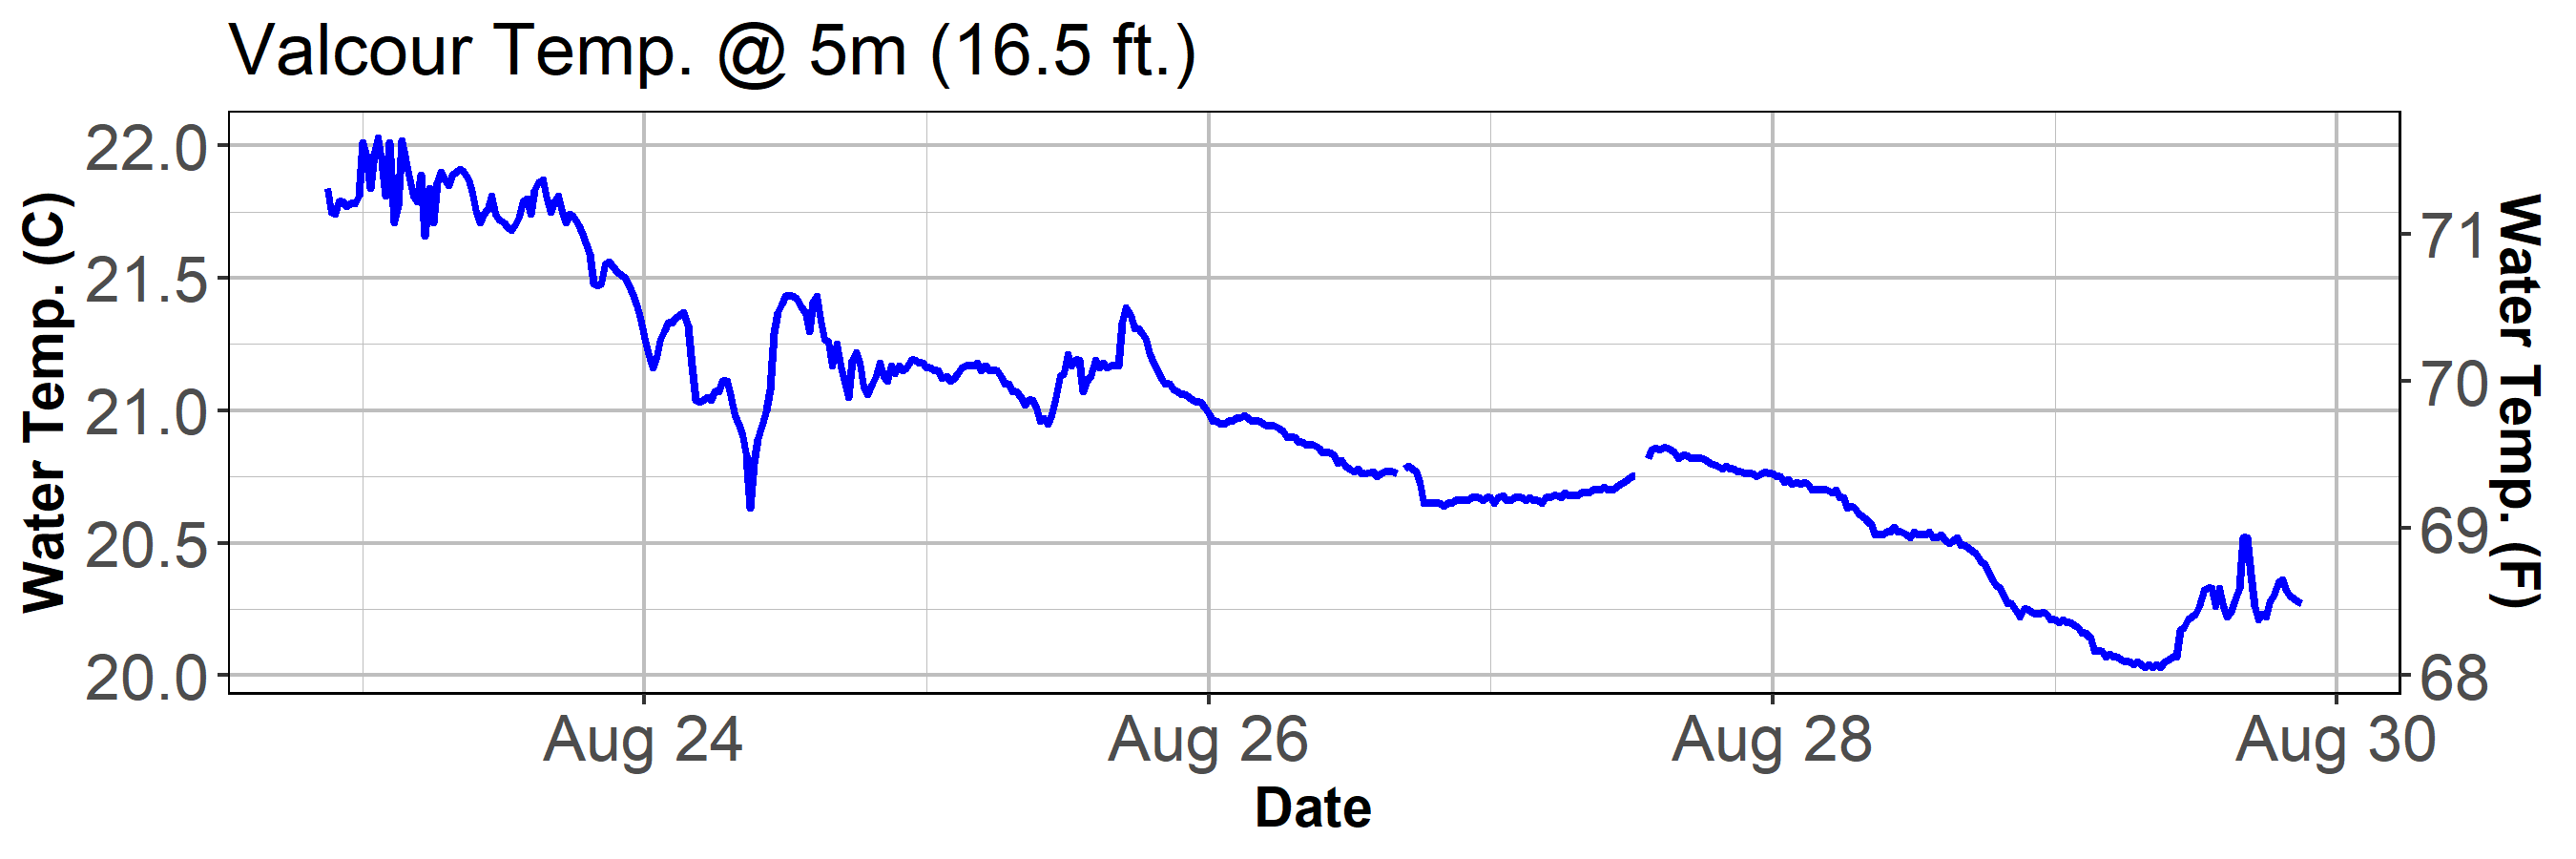 Valcour Temp. @ 5m (16.5 ft.)
Water Temp. (C)
22.0
21.5
21.0
20.5
20.0
71
70
69
68
Water Temp. (F)
Aug 24
Aug 26
Aug 28
Aug 30
Date